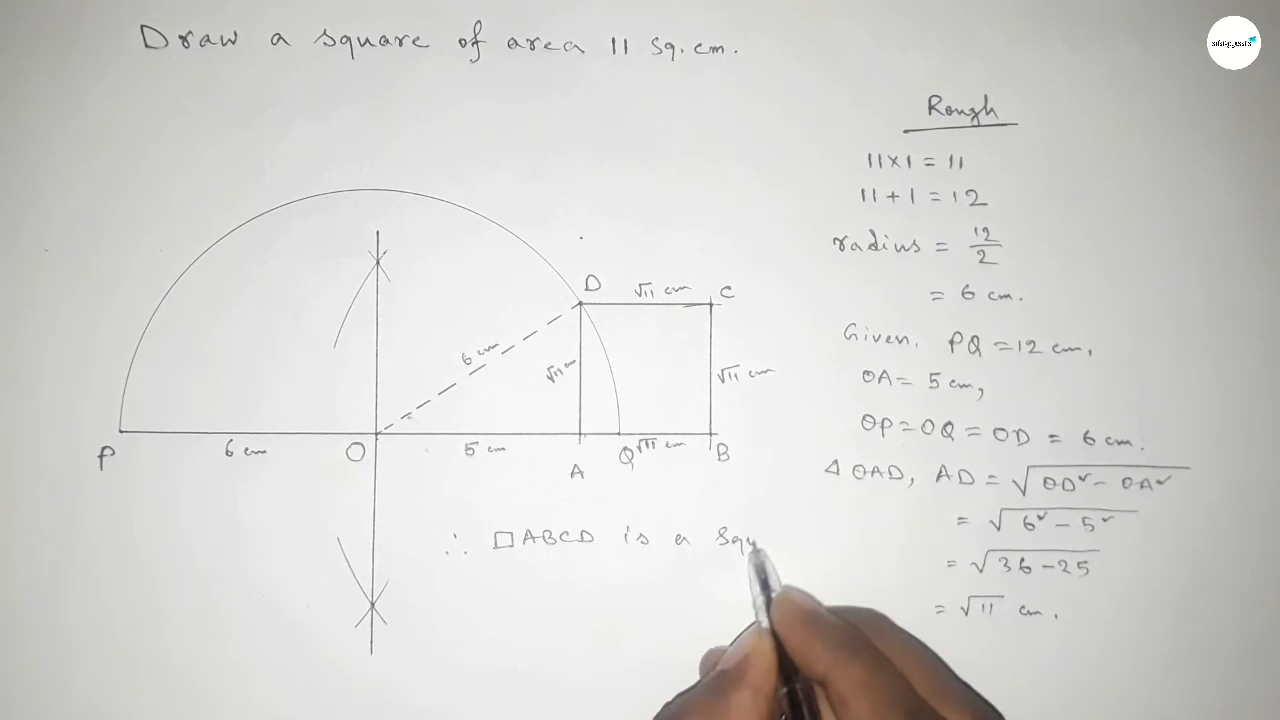 Draw a square of area 11 sq.cm.
Rough
11×1 = 11
11 + 1 = 12
radius = 12/2
= 6 cm.
Given, PQ = 12 cm,
OA = 5 cm,
OP = OQ = OD = 6 cm.
△ OAD, AD = √OD² - OA²
= √6² - 5²
= √36 - 25
= √11 cm.
D √11 cm C
6 cm √11 cm √11 cm
P 6 cm O 5 cm A Q √11 cm B
∴ □ABCD is a Squ